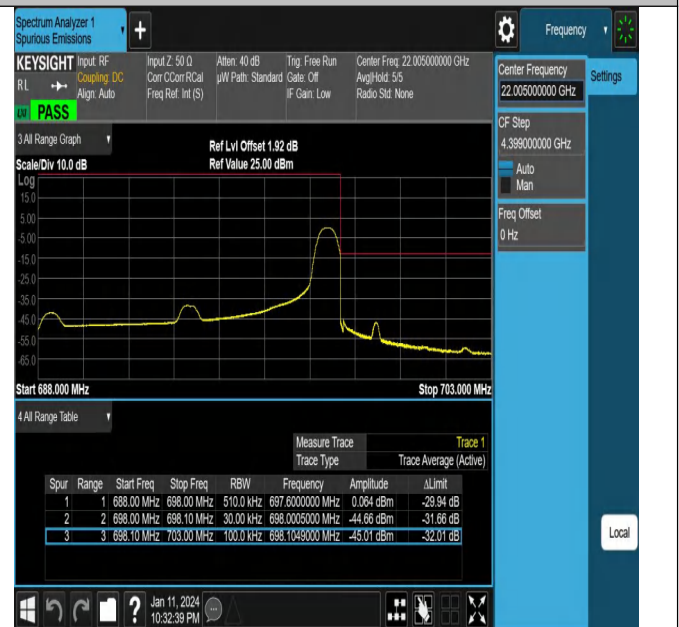 Spectrum Analyzer 1
Spurious Emissions
+
Frequency
KEYSIGHT
RL
PASS
Input: RF
Coupling: DC
Align: Auto
Input Z: 50 Ω
Corr CCorr RCal
Freq Ref: Int (S)
Atten: 40 dB
µW Path: Standard
Trig: Free Run
Gate: Off
IF Gain: Low
Center Freq: 22.005000000 GHz
Avg|Hold: 5/5
Radio Std: None
Center Frequency
22.005000000 GHz
Settings
CF Step
4.399000000 GHz
Auto
Man
Freq Offset
0 Hz
3 All Range Graph
Scale/Div 10.0 dB
Ref Lvl Offset 1.92 dB
Ref Value 25.00 dBm
Log
15.0
5.00
-5.00
-15.0
-25.0
-35.0
-45.0
-55.0
-65.0
Start 688.000 MHz
Stop 703.000 MHz
4 All Range Table
Measure Trace Trace 1
Trace Type Trace Average (Active)
Spur Range Start Freq Stop Freq RBW Frequency Amplitude ΔLimit
1 1 688.00 MHz 698.00 MHz 510.0 kHz 697.6000000 MHz 0.064 dBm -29.94 dB
2 2 698.00 MHz 698.10 MHz 30.00 kHz 698.0005000 MHz -44.66 dBm -31.66 dB
3 3 698.10 MHz 703.00 MHz 100.0 kHz 698.1049000 MHz -45.01 dBm -32.01 dB
Local
?
Jan 11, 2024
10:32:39 PM